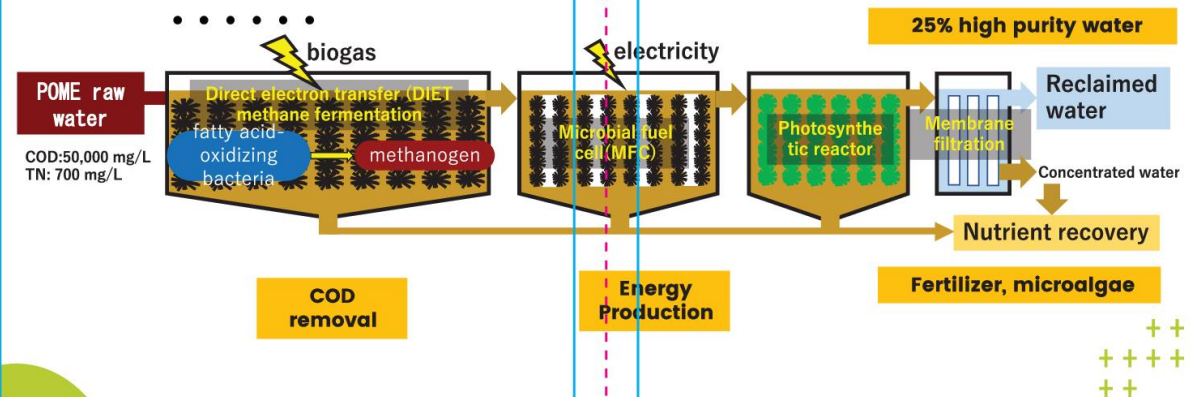 biogas
electricity
25% high purity water
POME raw
water
COD:50,000 mg/L
TN: 700 mg/L
Direct electron transfer (DIET
methane fermentation
fatty acid-
oxidizing
bacteria
methanogen
Microbial fuel
cell(MFC)
Photosynthe
tic reactor
Membrane
filtration
Reclaimed
water
Concentrated water
Nutrient recovery
COD
removal
Energy
Production
Fertilizer, microalgae